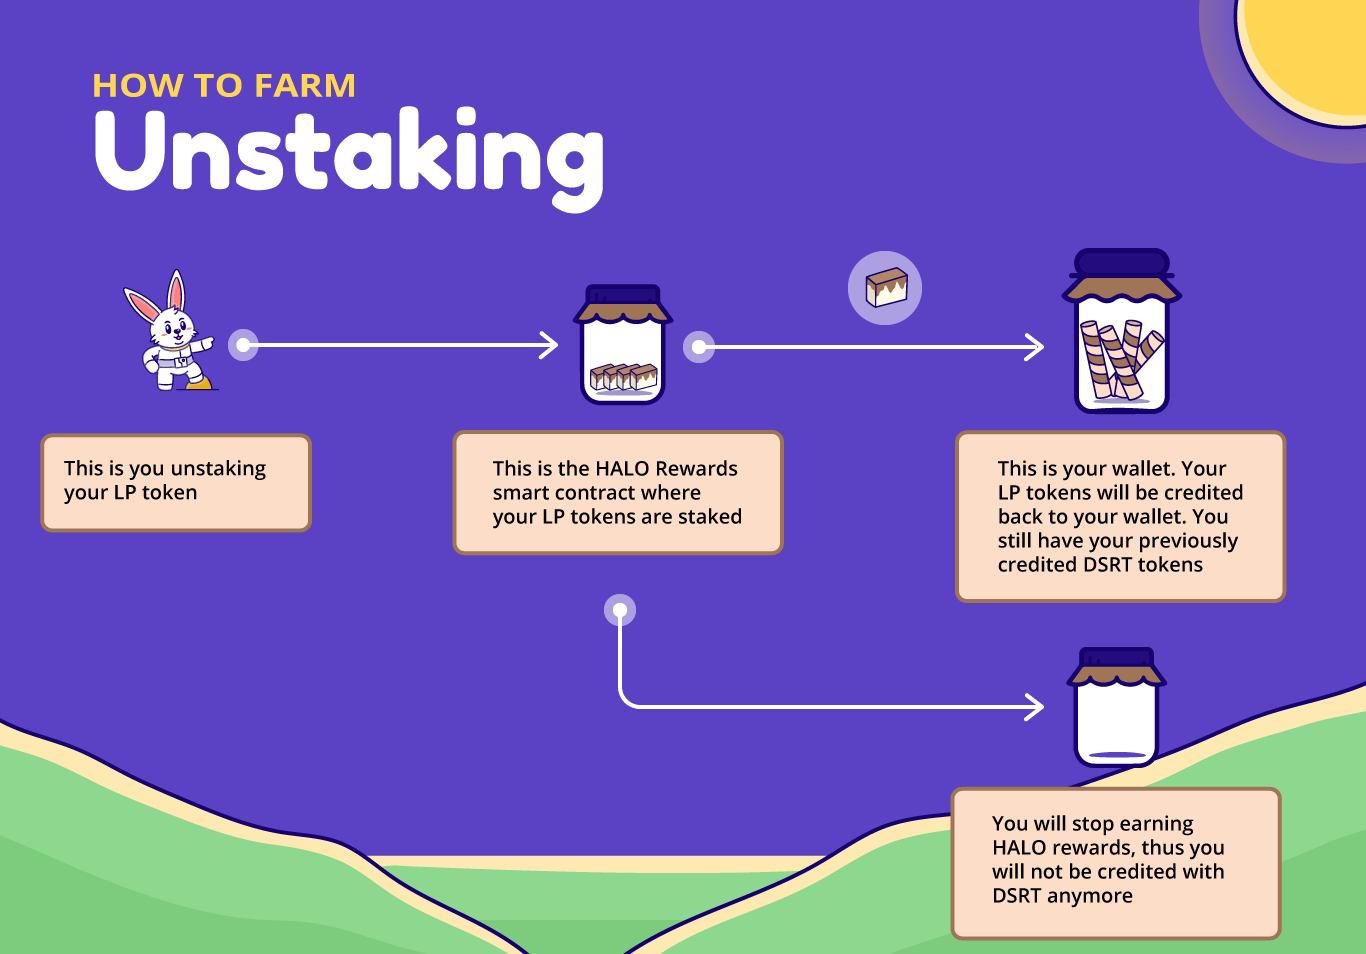 HOW TO FARM
Unstaking
This is you unstaking
your LP token
This is the HALO Rewards
smart contract where
your LP tokens are staked
This is your wallet. Your
LP tokens will be credited
back to your wallet. You
still have your previously
credited DSRT tokens
You will stop earning
HALO rewards, thus you
will not be credited with
DSRT anymore